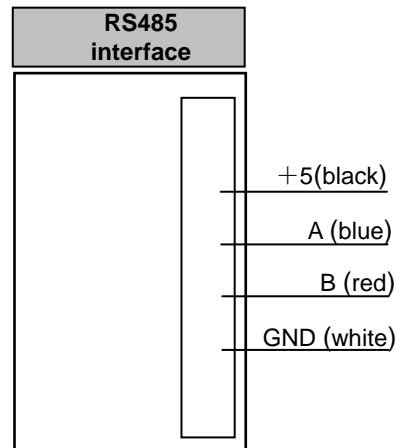 RS485
interface
＋5(black)
A (blue)
B (red)
GND (white)